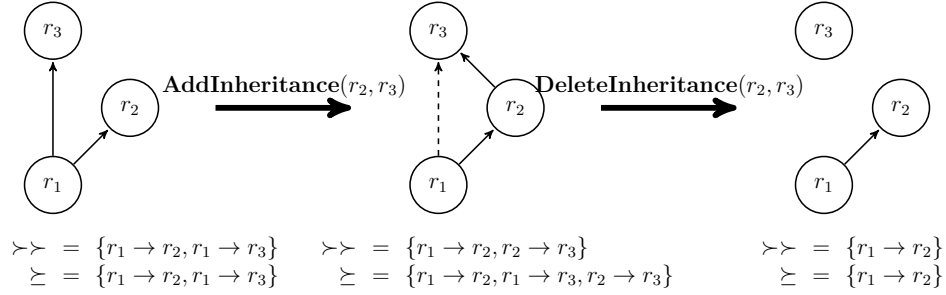 r₃ r₃ r₃
AddInheritance(r₂, r₃) DeleteInheritance(r₂, r₃)
r₂ r₂ r₂
r₁ r₁ r₁
≻≻ = {r₁ → r₂, r₁ → r₃} ≻≻ = {r₁ → r₂, r₂ → r₃} ≻≻ = {r₁ → r₂}
⪰ = {r₁ → r₂, r₁ → r₃} ⪰ = {r₁ → r₂, r₁ → r₃, r₂ → r₃} ⪰ = {r₁ → r₂}